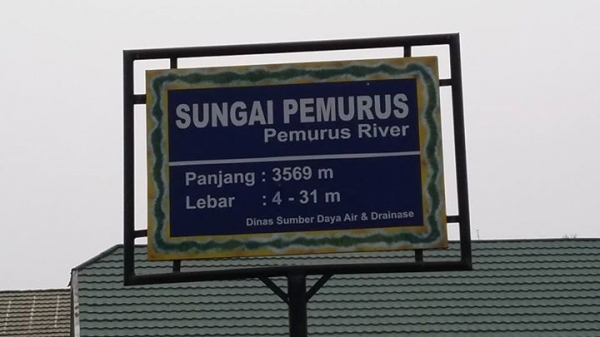 SUNGAI PEMURUS
Pemurus River
Panjang : 3569 m
Lebar : 4 - 31 m
Dinas Sumber Daya Air & Drainase